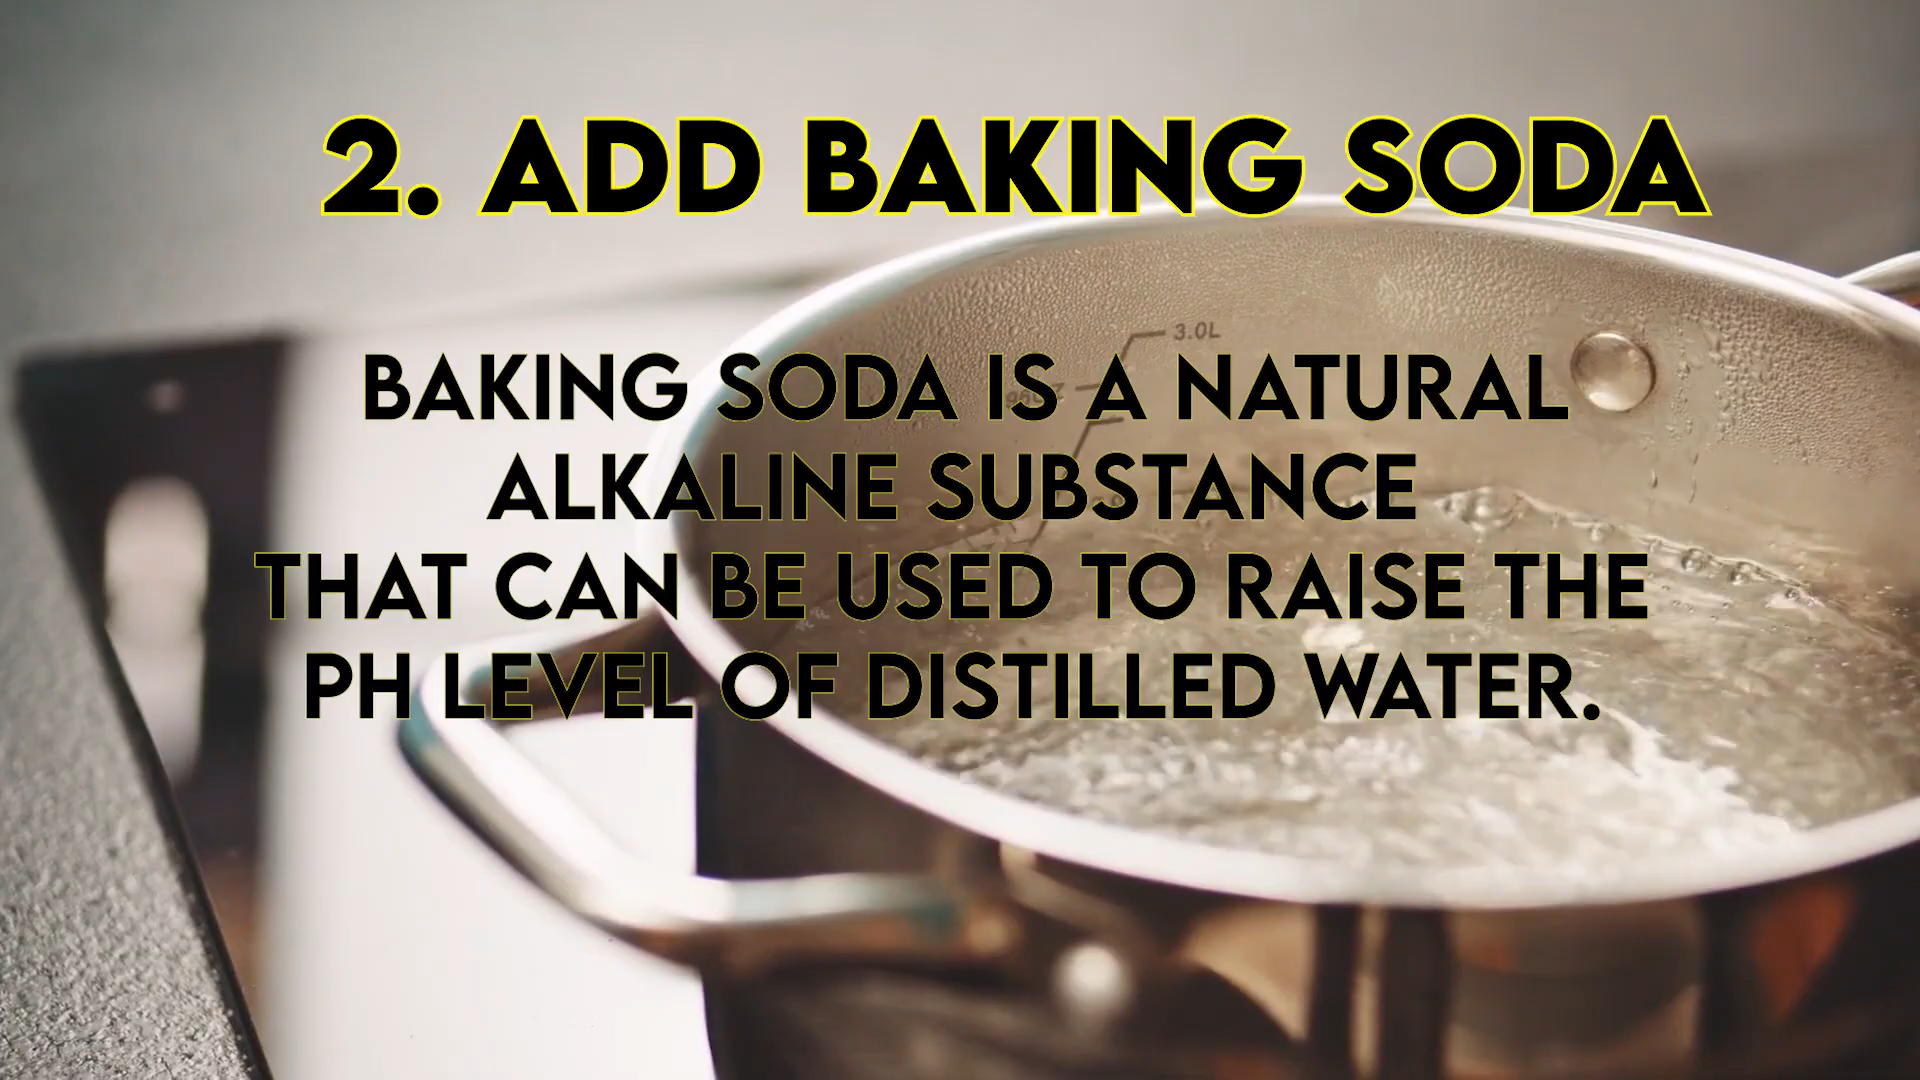 2. ADD BAKING SODA
3.0L
BAKING SODA IS A NATURAL
ALKALINE SUBSTANCE
THAT CAN BE USED TO RAISE THE
PH LEVEL OF DISTILLED WATER.